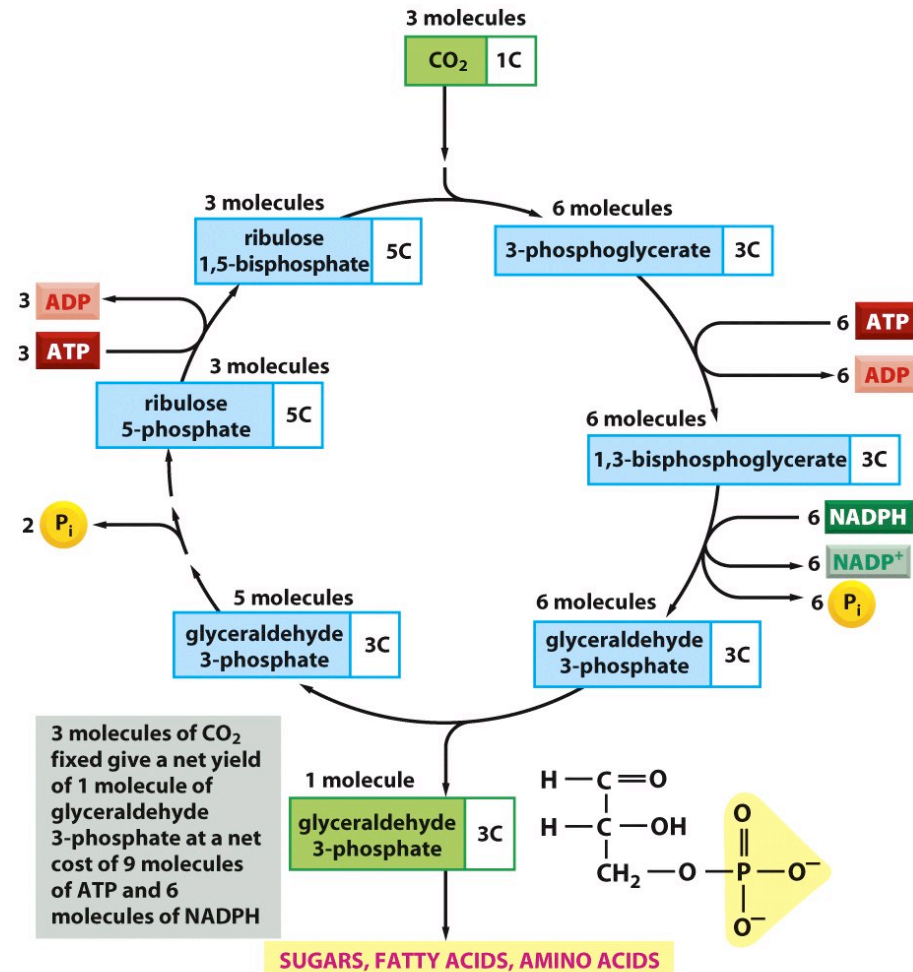 3 molecules
CO₂ 1C
3 molecules
ribulose
1,5-bisphosphate 5C
6 molecules
3-phosphoglycerate 3C
3 ADP
3 ATP
6 ATP
6 ADP
3 molecules
ribulose
5-phosphate 5C
6 molecules
1,3-bisphosphoglycerate 3C
2 Pᵢ
6 NADPH
6 NADP⁺
6 Pᵢ
5 molecules
glyceraldehyde
3-phosphate 3C
6 molecules
glyceraldehyde
3-phosphate 3C
3 molecules of CO₂
fixed give a net yield
of 1 molecule of
glyceraldehyde
3-phosphate at a net
cost of 9 molecules
of ATP and 6
molecules of NADPH
1 molecule
glyceraldehyde
3-phosphate 3C
H — C = O
H — C — OH
CH₂ — O — P — O⁻
O
O⁻
SUGARS, FATTY ACIDS, AMINO ACIDS